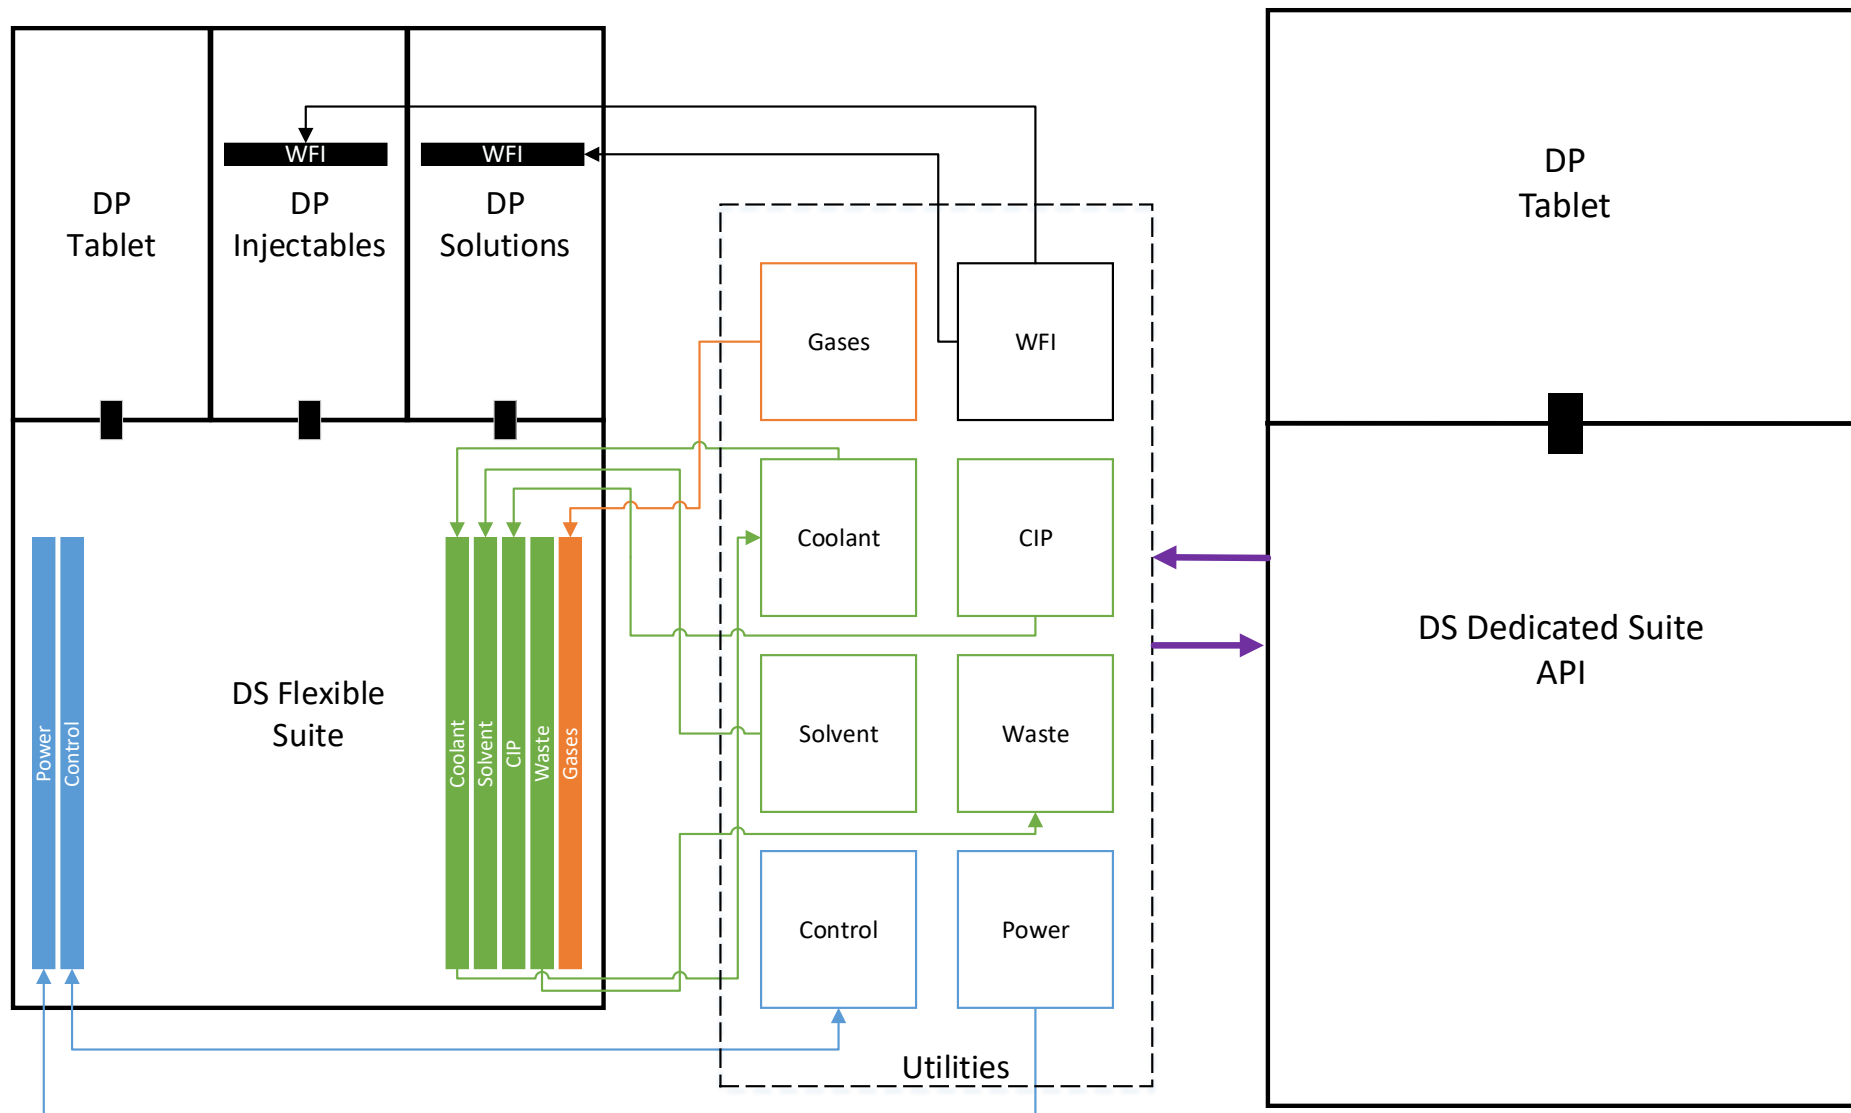 DP
Tablet
WFI
DP
Injectables
WFI
DP
Solutions
DS Flexible
Suite
Power
Control
Coolant
Solvent
CIP
Waste
Gases
Gases
WFI
Coolant
CIP
Solvent
Waste
Control
Power
Utilities
DP
Tablet
DS Dedicated Suite
API